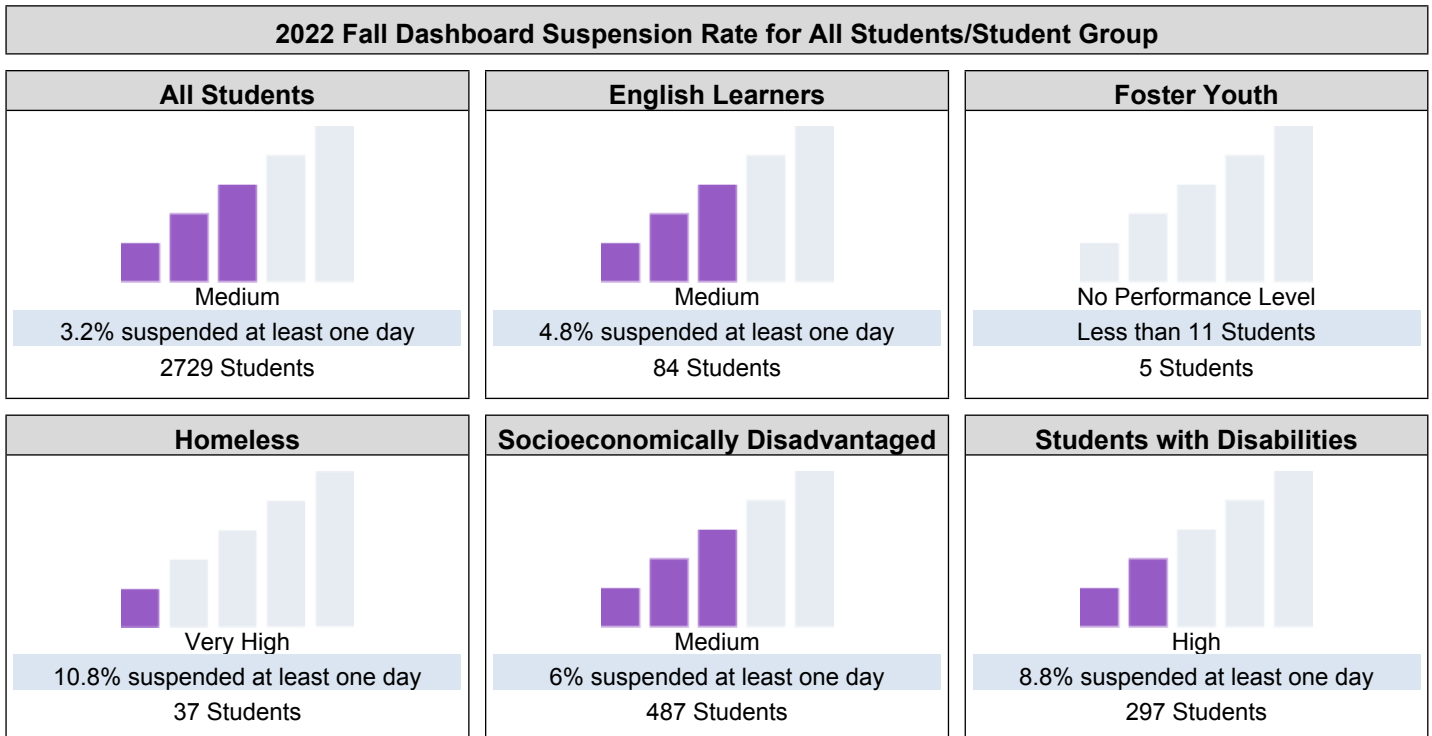 2022 Fall Dashboard Suspension Rate for All Students/Student Group
All Students
Medium
3.2% suspended at least one day
2729 Students
English Learners
Medium
4.8% suspended at least one day
84 Students
Foster Youth
No Performance Level
Less than 11 Students
5 Students
Homeless
Very High
10.8% suspended at least one day
37 Students
Socioeconomically Disadvantaged
Medium
6% suspended at least one day
487 Students
Students with Disabilities
High
8.8% suspended at least one day
297 Students